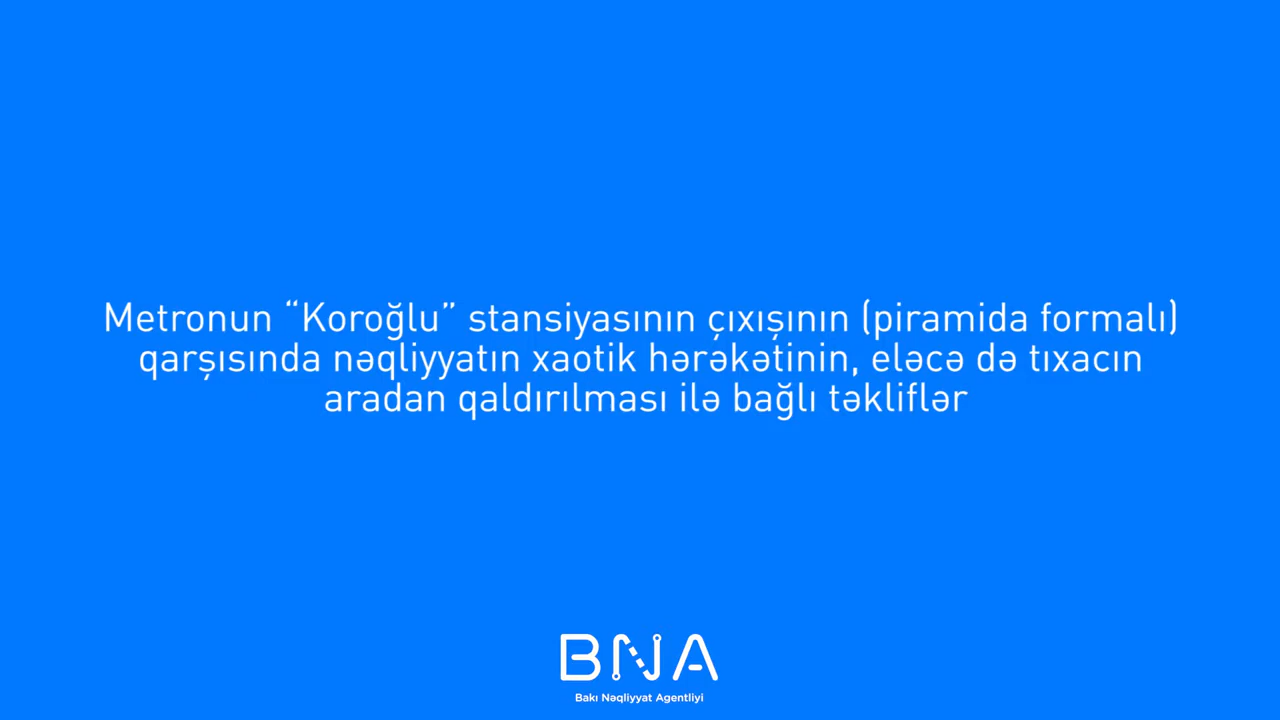 Metronun “Koroğlu” stansiyasının çıxışının (piramida formalı)
qarşısında nəqliyyatın xaotik hərəkətinin, eləcə də tıxacın
aradan qaldırılması ilə bağlı təkliflər
BNA
Bakı Nəqliyyat Agentliyi